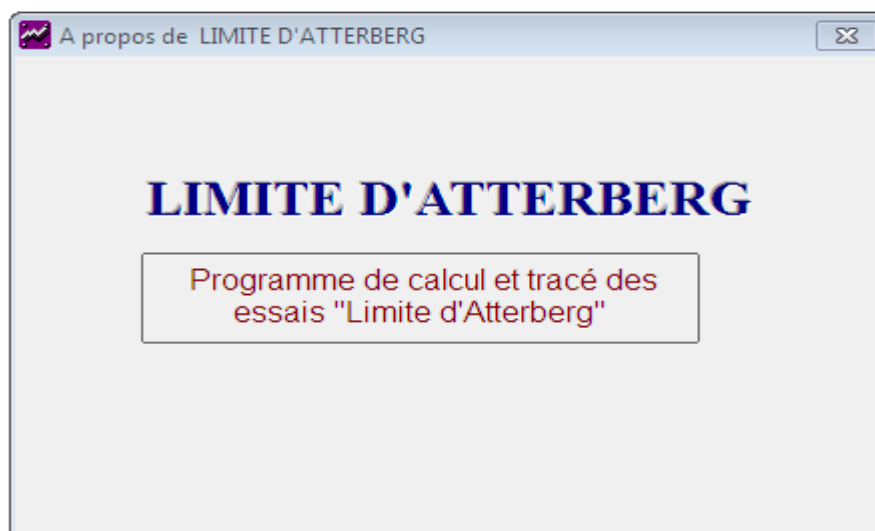 A propos de LIMITE D'ATTERBERG
LIMITE D'ATTERBERG
Programme de calcul et tracé des
essais "Limite d'Atterberg"